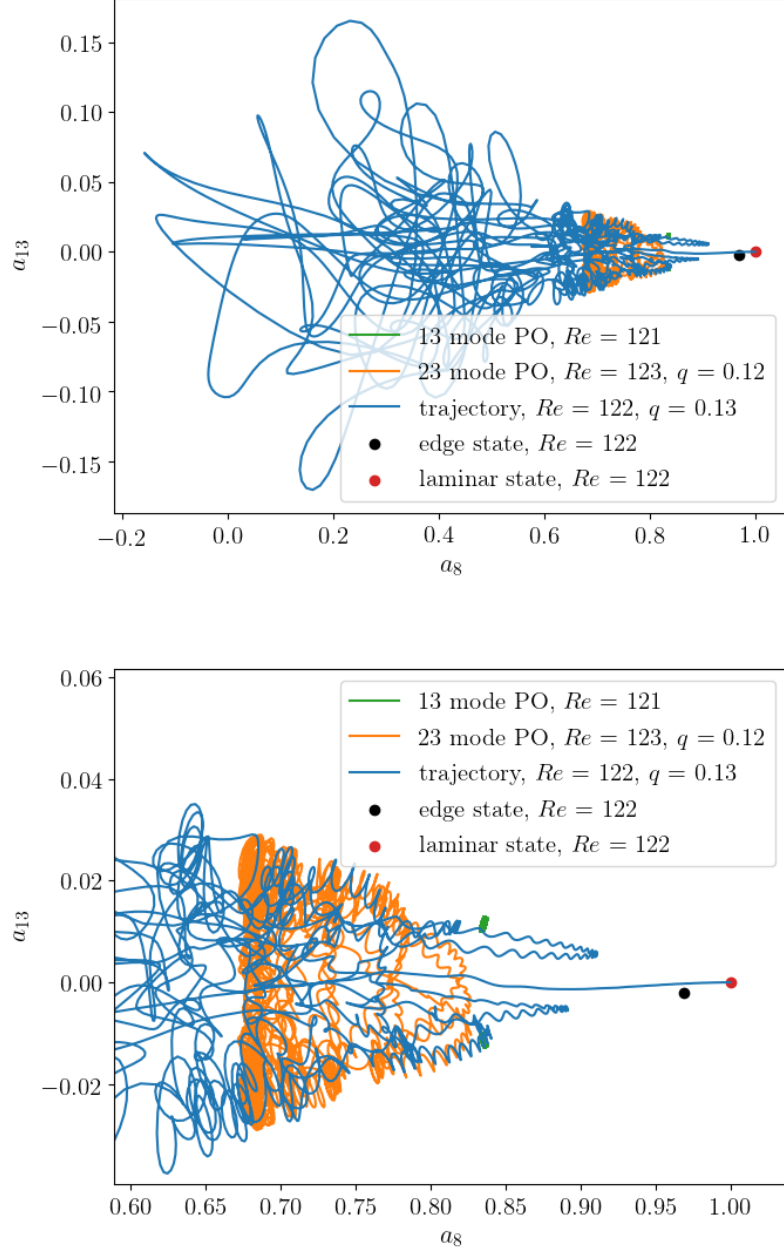 0.15
0.10
0.05
0.00
−0.05
−0.10
−0.15
a₁₃
13 mode PO, Re = 121
23 mode PO, Re = 123, q = 0.12
trajectory, Re = 122, q = 0.13
edge state, Re = 122
laminar state, Re = 122
−0.2 0.0 0.2 0.4 0.6 0.8 1.0
a₈
0.06
0.04
0.02
0.00
−0.02
a₁₃
13 mode PO, Re = 121
23 mode PO, Re = 123, q = 0.12
trajectory, Re = 122, q = 0.13
edge state, Re = 122
laminar state, Re = 122
0.60 0.65 0.70 0.75 0.80 0.85 0.90 0.95 1.00
a₈